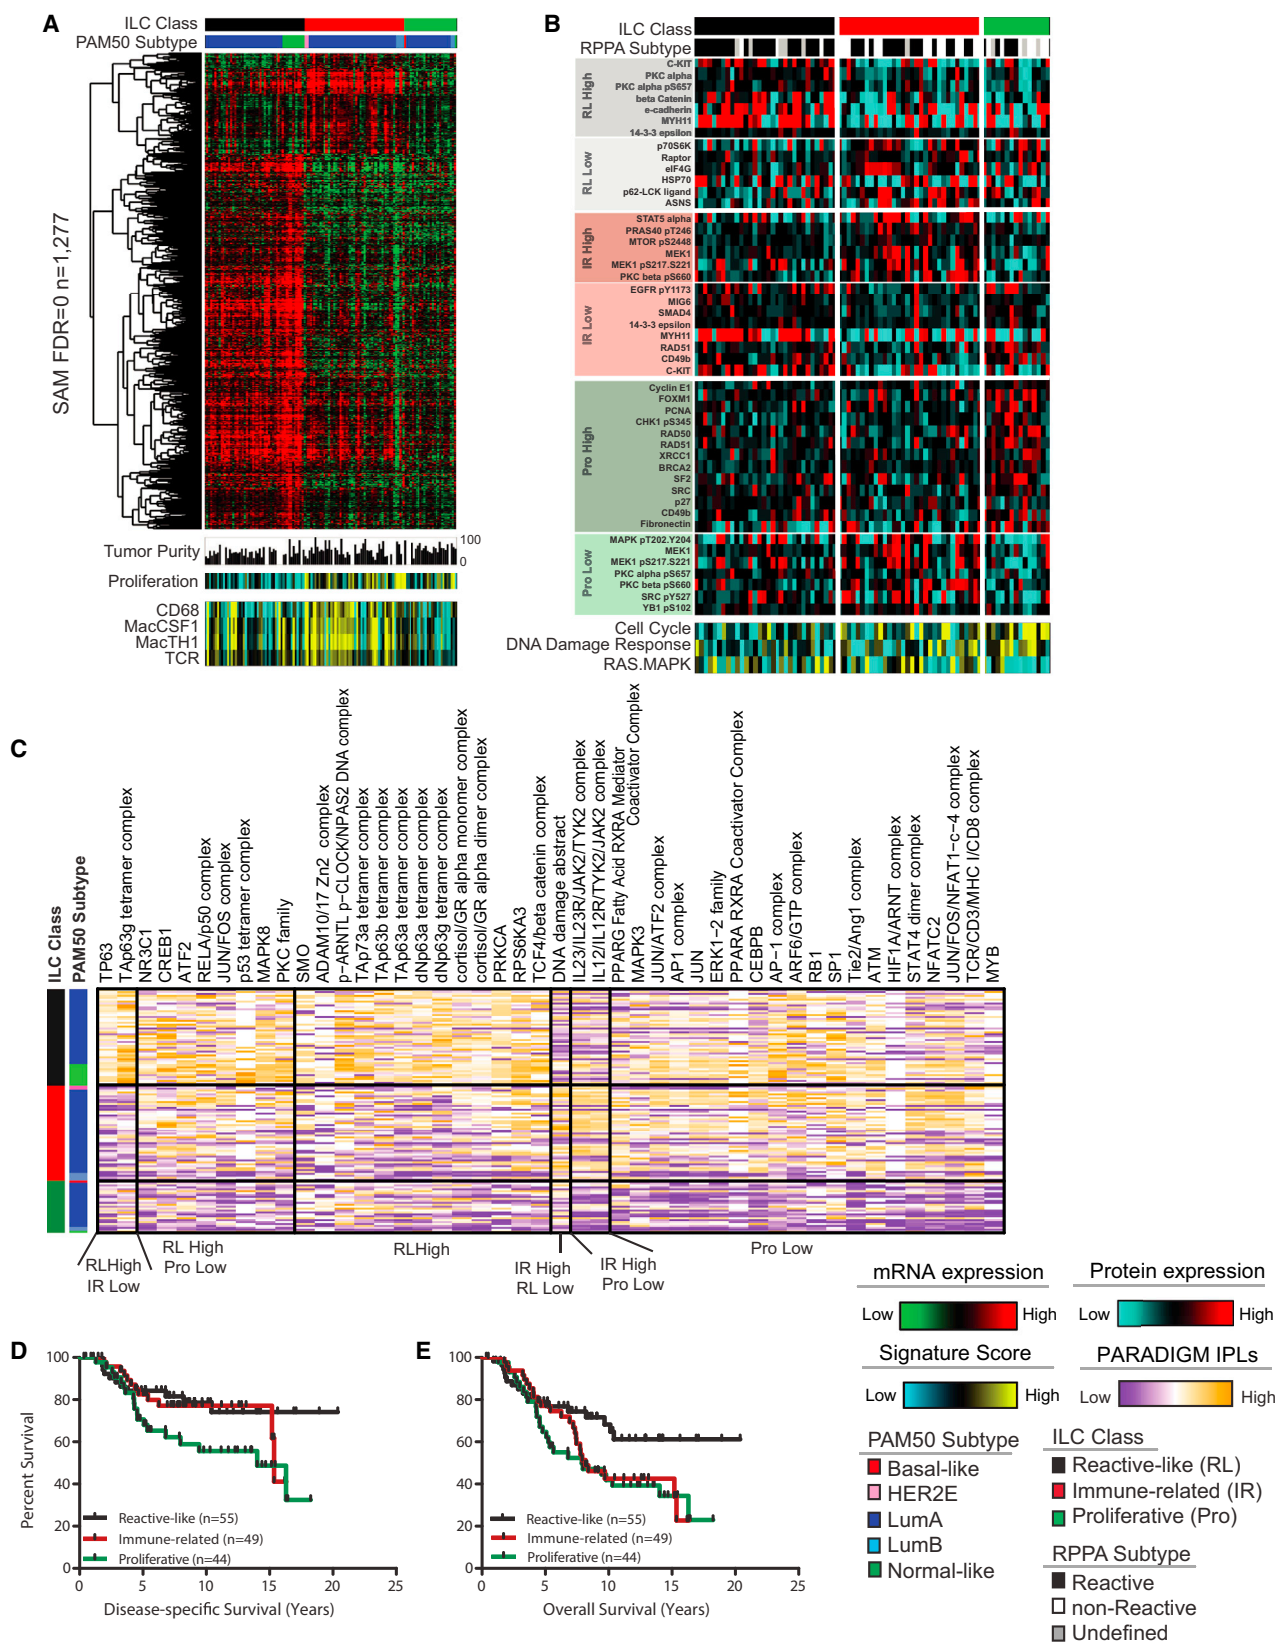 A
ILC Class
PAM50 Subtype
SAM FDR=0 n=1,277
Tumor Purity
100
0
Proliferation
CD68
MacCSF1
MacTH1
TCR
B
ILC Class
RPPA Subtype
RL High
C-KIT
PKC alpha
PKC alpha pS657
beta Catenin
e-cadherin
MYH11
14-3-3 epsilon
RL Low
p70S6K
Raptor
eIF4G
HSP70
p62-LCK ligand
ASNS
IR High
STAT5 alpha
PRAS40 pT246
MTOR pS2448
MEK1
MEK1 pS217.S221
PKC beta pS660
IR Low
EGFR pY1173
MIG6
SMAD4
14-3-3 epsilon
MYH11
RAD51
CD49b
C-KIT
Pro High
Cyclin E1
FOXM1
PCNA
CHK1 pS345
RAD50
RAD51
XRCC1
BRCA2
SF2
SRC
p27
CD49b
Fibronectin
Pro Low
MAPK pT202.Y204
MEK1
MEK1 pS217.S221
PKC alpha pS657
PKC beta pS660
SRC pY527
YB1 pS102
Cell Cycle
DNA Damage Response
RAS.MAPK
C
ILC Class
PAM50 Subtype
TP63
TAp63g tetramer complex
NR3C1
CREB1
ATF2
RELA/p50 complex
JUN/FOS complex
p53 tetramer complex
MAPK8
PKC family
SMO
ADAM10/17 Zn2 complex
p-ARNTL p-CLOCK/NPAS2 DNA complex
TAp73a tetramer complex
TAp63b tetramer complex
TAp63a tetramer complex
dNp63a tetramer complex
dNp63g tetramer complex
cortisol/GR alpha monomer complex
cortisol/GR alpha dimer complex
PRKCA
RPS6KA3
TCF4/beta catenin complex
DNA damage abstract
IL23/IL23R/JAK2/TYK2 complex
IL12/IL12R/TYK2/JAK2 complex
PPARG Fatty Acid RXRA Mediator
Coactivator Complex
MAPK3
JUN/ATF2 complex
AP1 complex
JUN
ERK1-2 family
PPARA RXRA Coactivator Complex
CEBPB
AP-1 complex
ARF6/GTP complex
RB1
SP1
Tie2/Ang1 complex
ATM
HIF1A/ARNT complex
STAT4 dimer complex
NFATC2
JUN/FOS/NFAT1-c-4 complex
TCR/CD3/MHC I/CD8 complex
MYB
RLHigh
IR Low
RL High
Pro Low
RLHigh
IR High
RL Low
IR High
Pro Low
Pro Low
mRNA expression
Low
High
Protein expression
Low
High
Signature Score
Low
High
PARADIGM IPLs
Low
High
PAM50 Subtype
Basal-like
HER2E
LumA
LumB
Normal-like
ILC Class
Reactive-like (RL)
Immune-related (IR)
Proliferative (Pro)
RPPA Subtype
Reactive
non-Reactive
Undefined
D
Percent Survival
100
80
60
40
20
0
Reactive-like (n=55)
Immune-related (n=49)
Proliferative (n=44)
0 5 10 15 20 25
Disease-specific Survival (Years)
E
100
80
60
40
20
0
Reactive-like (n=55)
Immune-related (n=49)
Proliferative (n=44)
0 5 10 15 20 25
Overall Survival (Years)